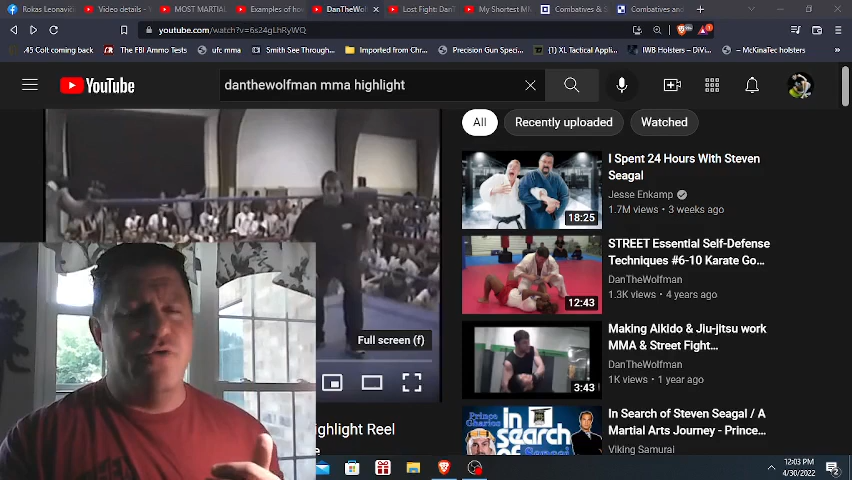 Rokas Leonavič
Video details - Y
MOST MARTIAL
Examples of how
DanTheWolf
Lost Fight: DanT
My Shortest M
Combatives & S
Combatives and
youtube.com/watch?v=6s24gLhRyWQ
.45 Colt coming back
The FBI Ammo Tests
ufc mma
Smith See Through...
Imported from Chr...
Precision Gun Speci...
(1) XL Tactical Applia...
IWB Holsters – DiVi...
– McKinaTec holsters
YouTube
danthewolfman mma highlight
All
Recently uploaded
Watched
I Spent 24 Hours With Steven
Seagal
Jesse Enkamp
1.7M views • 3 weeks ago
18:25
STREET Essential Self-Defense
Techniques #6-10 Karate Go...
DanTheWolfman
1.3K views • 4 years ago
12:43
Full screen (f)
Making Aikido & Jiu-jitsu work
MMA & Street Fight...
DanTheWolfman
1K views • 1 year ago
3:43
ghlight Reel
Prince
Gharios
In
search
of
In Search of Steven Seagal / A
Martial Arts Journey - Prince...
Viking Samurai
12:03 PM
4/30/2022
2